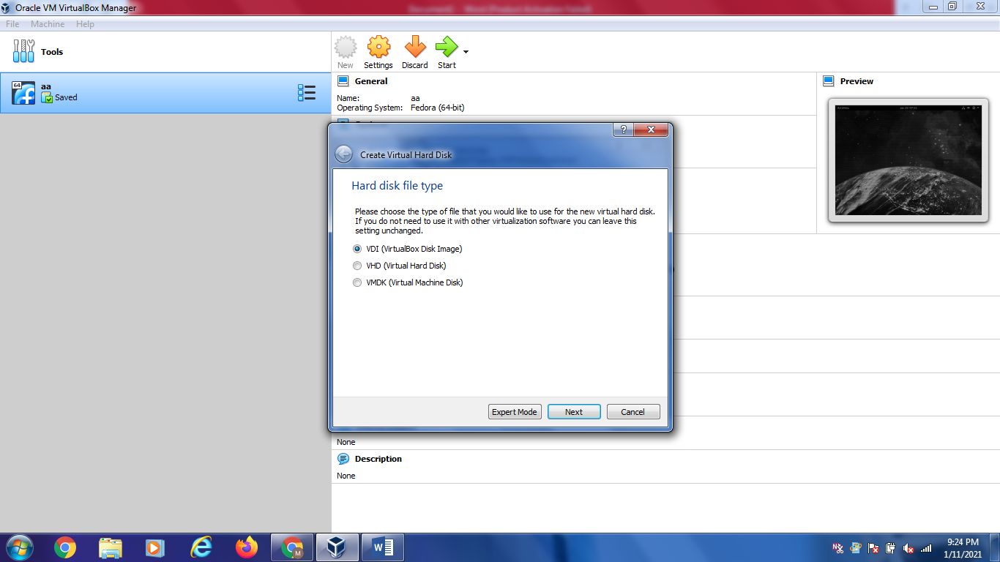 Oracle VM VirtualBox Manager
File Machine Help
Tools
New Settings Discard Start
64
aa
Saved
General
Name: aa
Operating System: Fedora (64-bit)
Preview
?
Create Virtual Hard Disk
Hard disk file type
Please choose the type of file that you would like to use for the new virtual hard disk.
If you do not need to use it with other virtualization software you can leave this
setting unchanged.
VDI (VirtualBox Disk Image)
VHD (Virtual Hard Disk)
VMDK (Virtual Machine Disk)
Expert Mode Next Cancel
None
Description
None
M
W
9:24 PM
1/11/2021